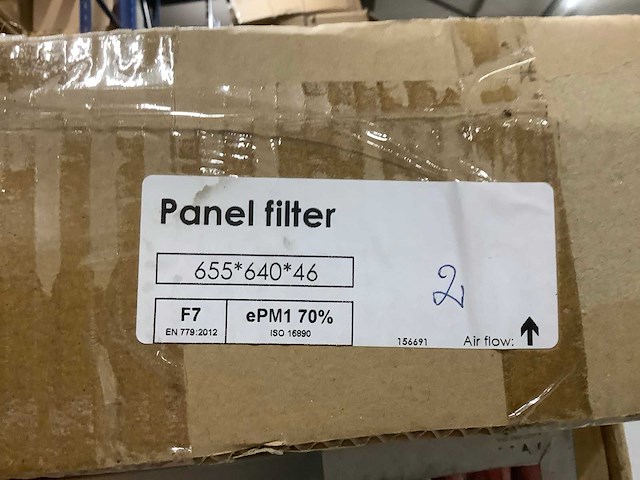 Panel filter
655*640*46
F7
EN 779:2012
ePM1 70%
ISO 16890
2
156691
Air flow: